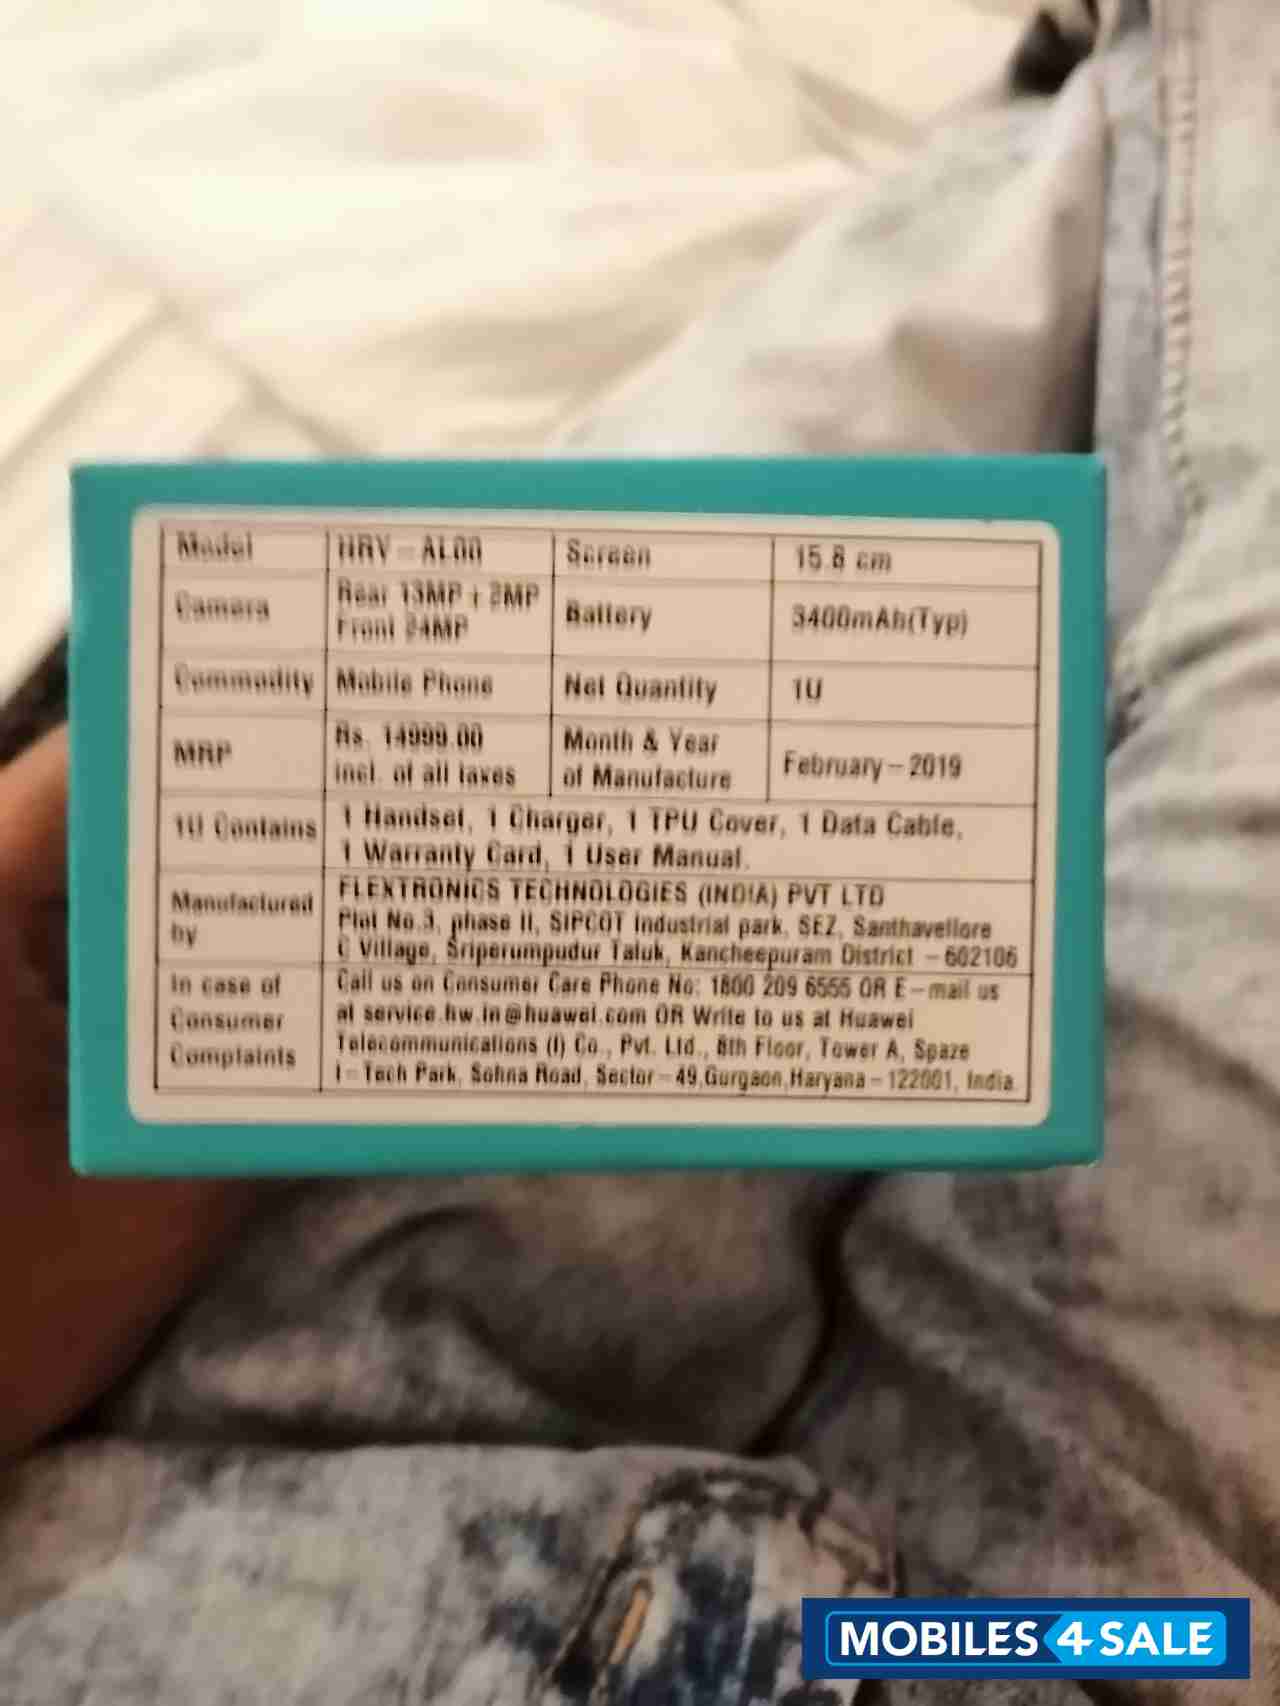 Model HRV - AL00 Screen 15.8 cm
Camera Rear 13MP + 2MP Front 24MP Battery 3400mAh(Typ)
Commodity Mobile Phone Net Quantity 1U
MRP Rs. 14999.00 incl. of all taxes Month & Year of Manufacture February - 2019
1U Contains 1 Handset, 1 Charger, 1 TPU Cover, 1 Data Cable,
1 Warranty Card, 1 User Manual.
Manufactured by FLEXTRONICS TECHNOLOGIES (INDIA) PVT LTD
Plot No.3, phase II, SIPCOT Industrial park, SEZ, Santhavellore
C Village, Sriperumpudur Taluk, Kancheepuram District - 602106
In case of Consumer Complaints Call us on Consumer Care Phone No: 1800 209 6555 OR E-mail us
at service.hw.in@huawei.com OR Write to us at Huawei
Telecommunications (I) Co., Pvt. Ltd., 8th Floor, Tower A, Spaze
I-Tech Park, Sohna Road, Sector-49,Gurgaon,Haryana-122001, India.
MOBILES 4 SALE